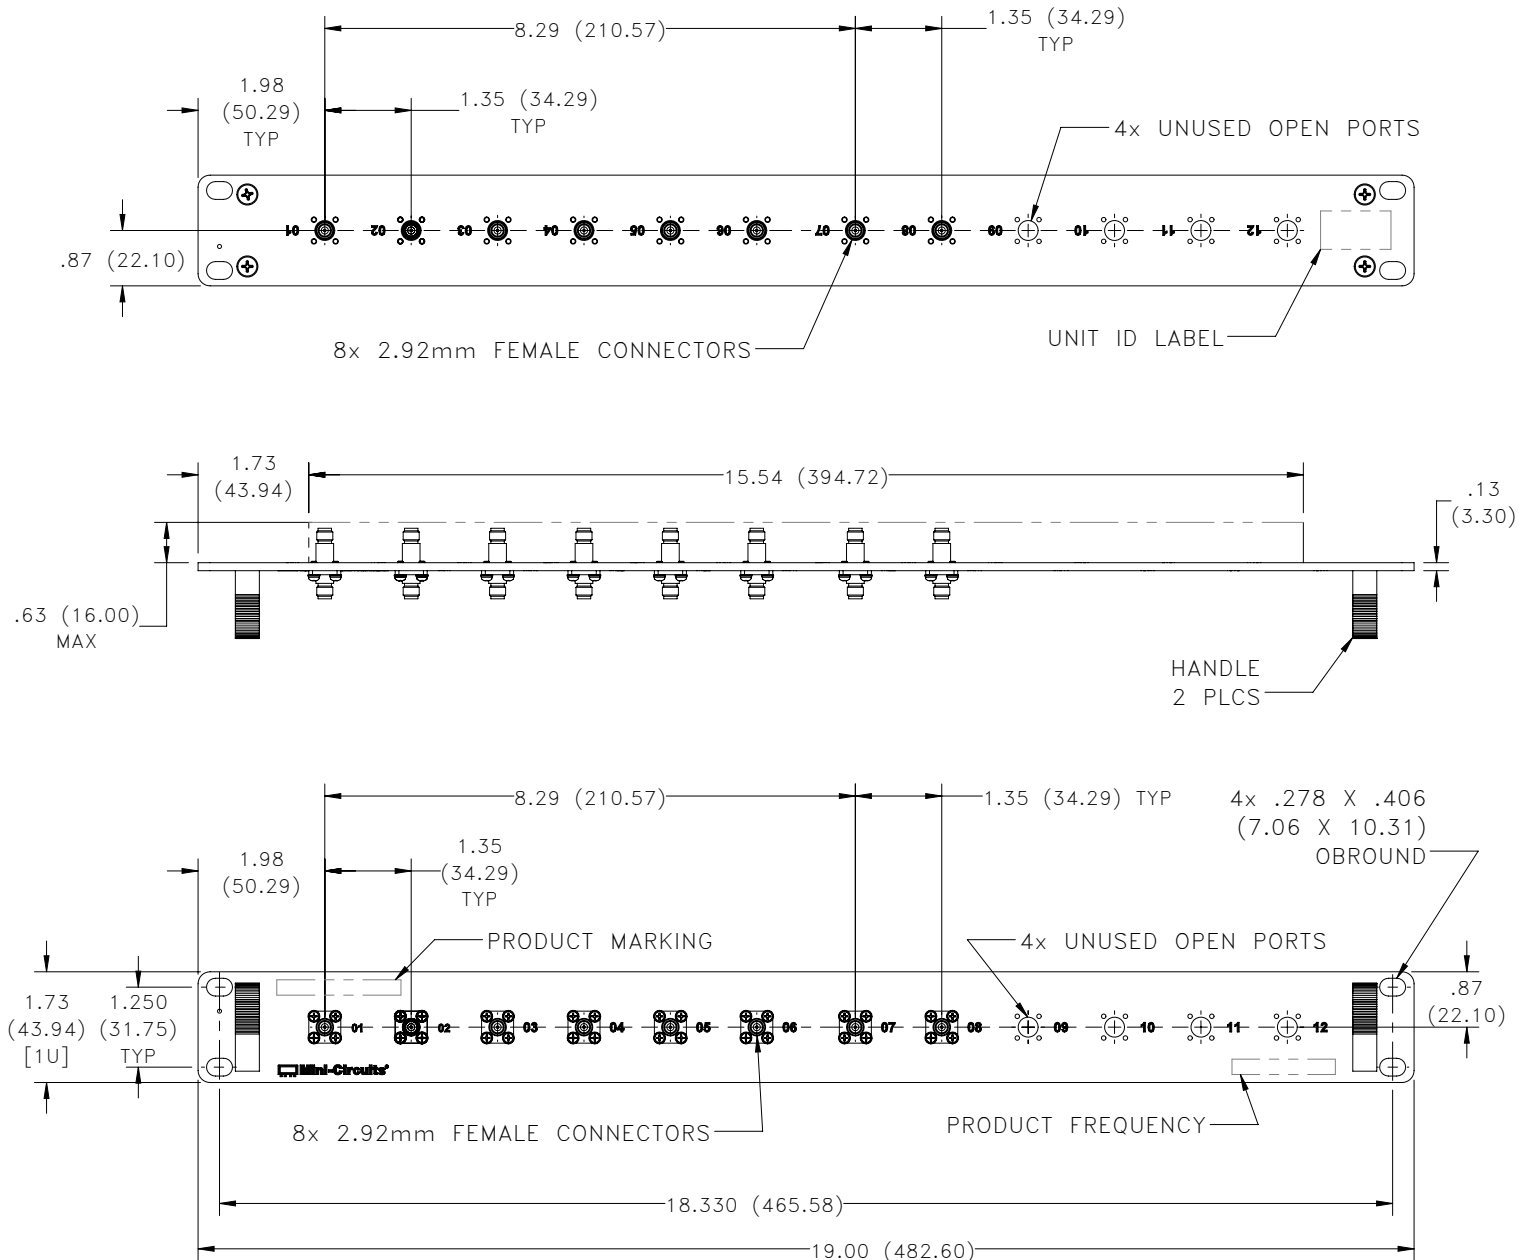 8.29 (210.57)
1.35 (34.29)
TYP
1.98
(50.29)
TYP
1.35 (34.29)
TYP
4x UNUSED OPEN PORTS
01 02 03 04 05 06 07 08 09 10 11 12
.87 (22.10)
8x 2.92mm FEMALE CONNECTORS
UNIT ID LABEL
1.73
(43.94)
15.54 (394.72)
.13
(3.30)
.63 (16.00)
MAX
HANDLE
2 PLCS
8.29 (210.57)
1.35 (34.29) TYP
4x .278 X .406
(7.06 X 10.31)
OBROUND
1.98
(50.29)
1.35
(34.29)
TYP
PRODUCT MARKING
4x UNUSED OPEN PORTS
1.73
(43.94)
[1U]
1.250
(31.75)
TYP
.87
(22.10)
01 02 03 04 05 06 07 08 09 10 11 12
Mini-Circuits®
8x 2.92mm FEMALE CONNECTORS
PRODUCT FREQUENCY
18.330 (465.58)
19.00 (482.60)